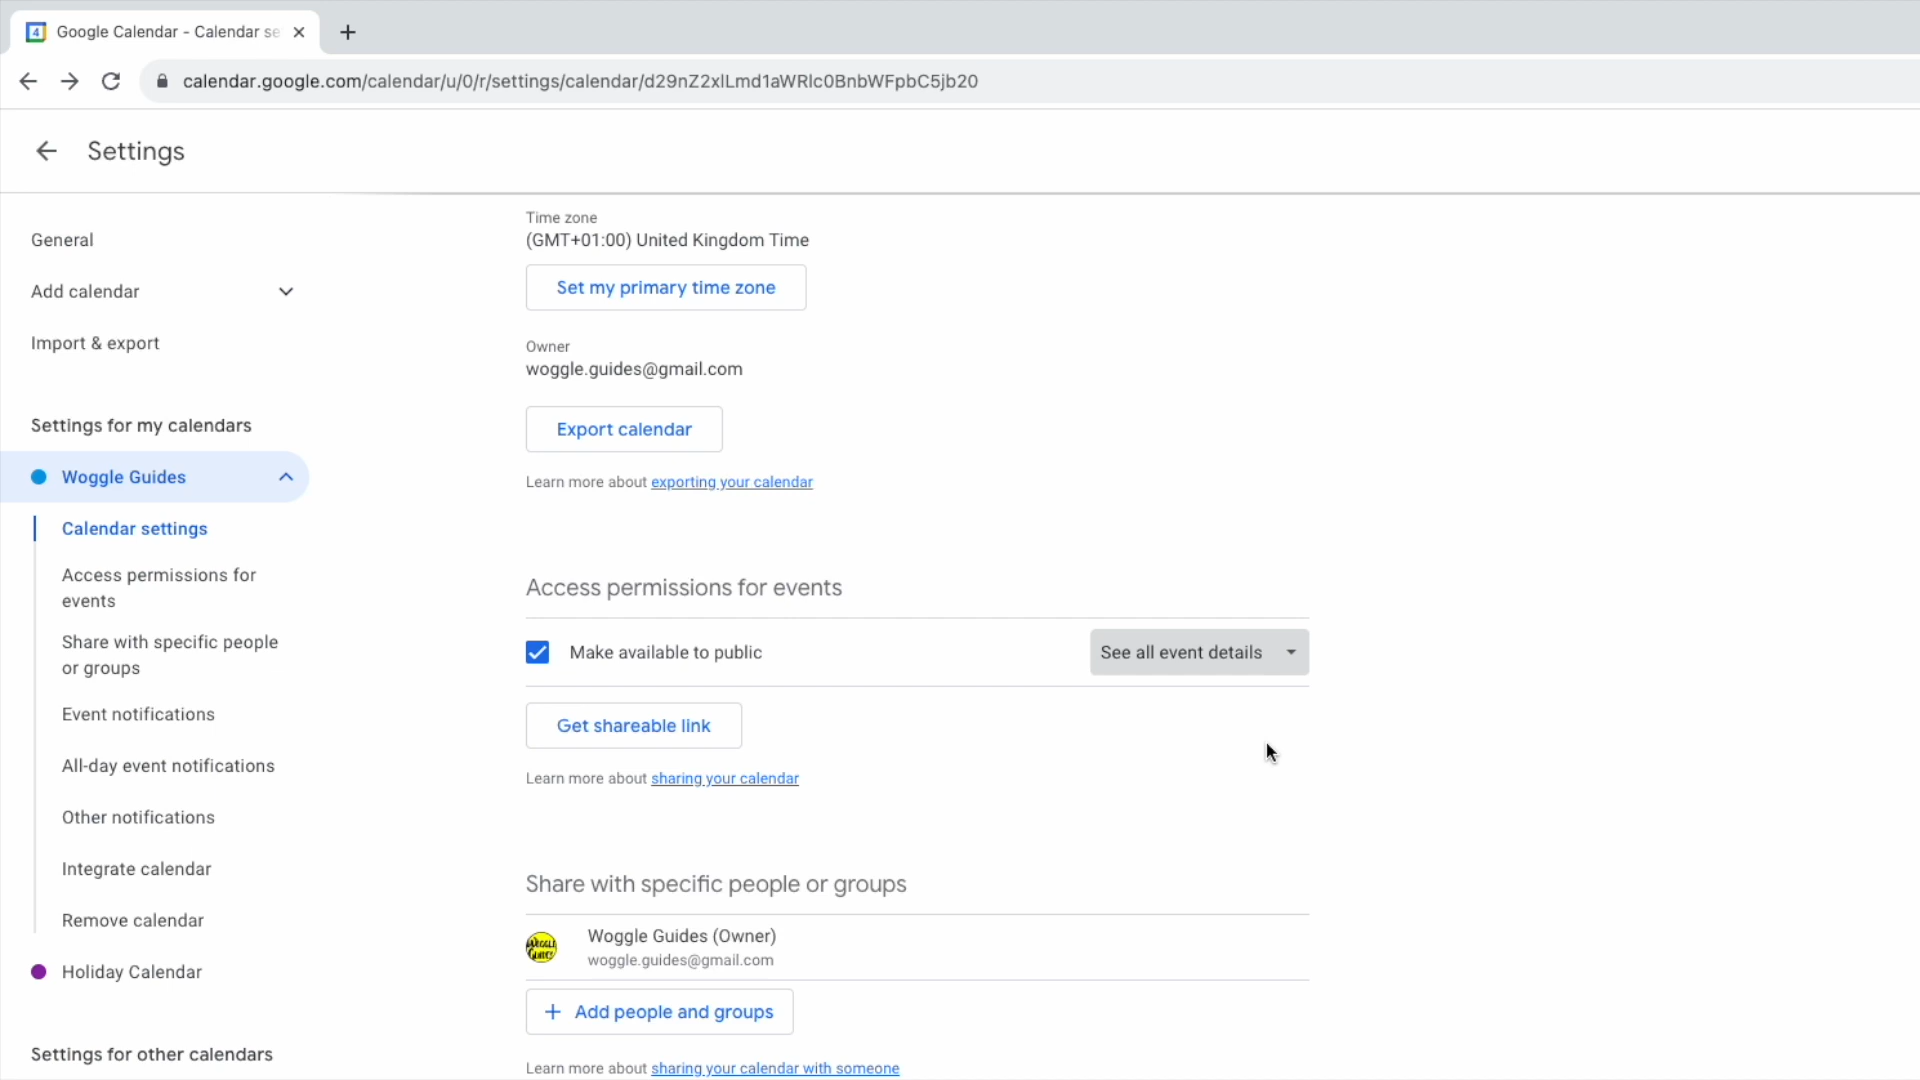 4 Google Calendar - Calendar se
calendar.google.com/calendar/u/0/r/settings/calendar/d29nZ2xlLmd1aWRlc0BnbWFpbC5jb20
Settings
General
Add calendar
Import & export
Settings for my calendars
Woggle Guides
Calendar settings
Access permissions for
events
Share with specific people
or groups
Event notifications
All-day event notifications
Other notifications
Integrate calendar
Remove calendar
Holiday Calendar
Settings for other calendars
Time zone
(GMT+01:00) United Kingdom Time
Set my primary time zone
Owner
woggle.guides@gmail.com
Export calendar
Learn more about exporting your calendar
Access permissions for events
Make available to public See all event details
Get shareable link
Learn more about sharing your calendar
Share with specific people or groups
WOGGLE
GUIDES
Woggle Guides (Owner)
woggle.guides@gmail.com
+ Add people and groups
Learn more about sharing your calendar with someone